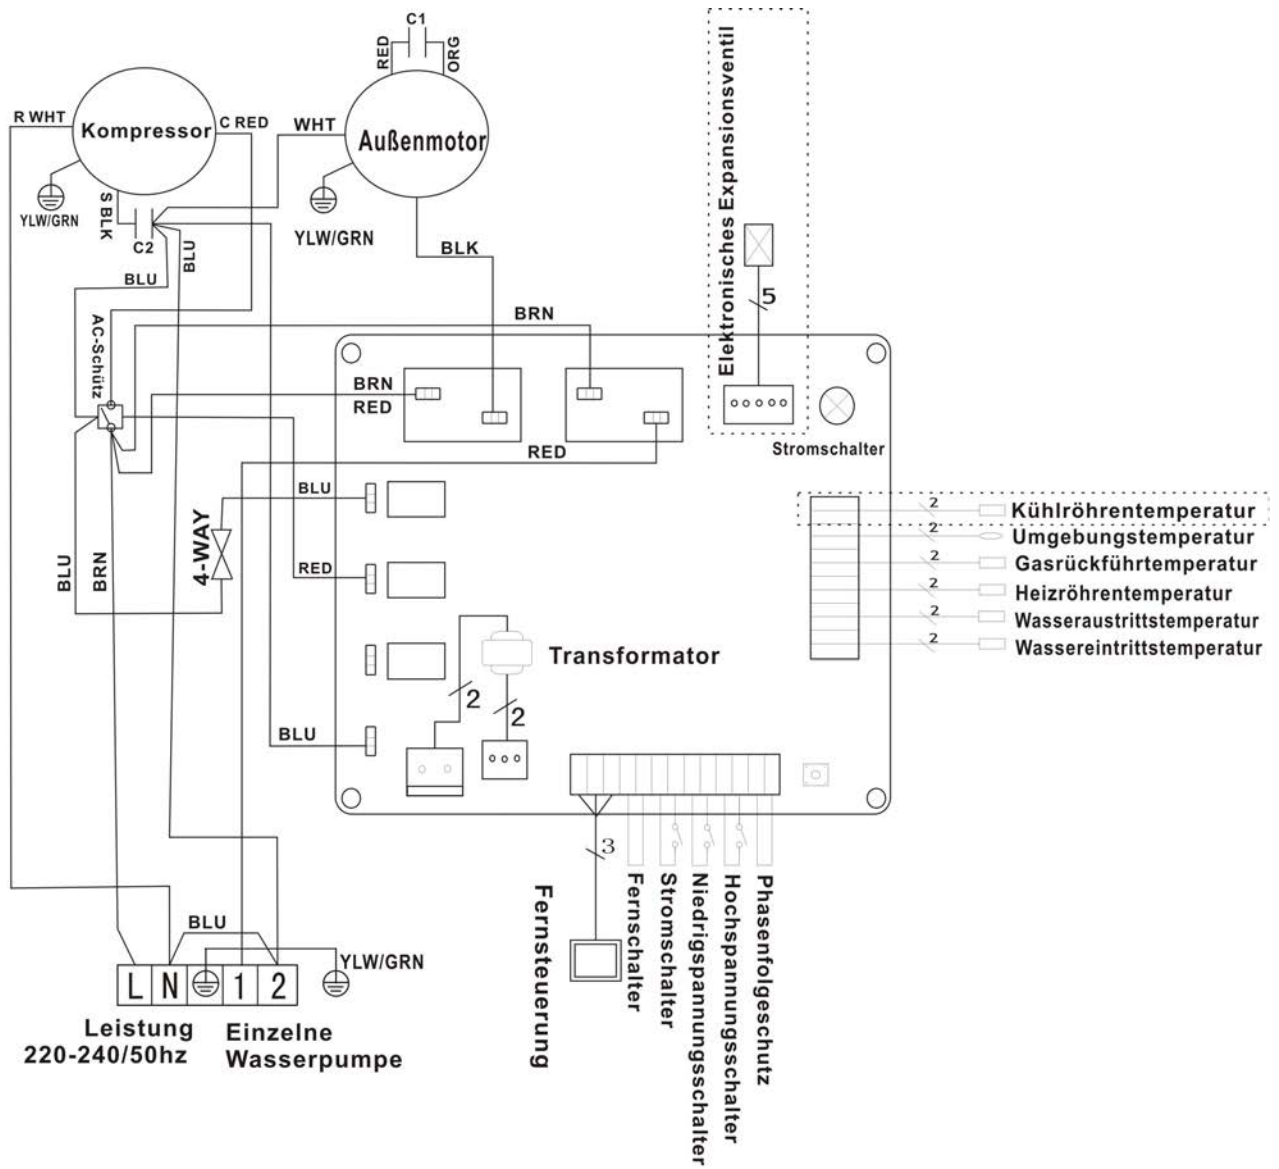 C1
RED
ORG
R WHT
Kompressor
C RED
WHT
Außenmotor
YLW/GRN
S BLK
C2
BLU
YLW/GRN
BLK
BLU
Elektronisches Expansionsventil
5
AC-Schütz
BRN
BRN
RED
RED
Stromschalter
BLU
4-WAY
RED
BLU
BRN
2
Kühlröhrentemperatur
2
Umgebungstemperatur
2
Gasrückführtemperatur
2
Heizröhrentemperatur
2
Wasseraustrittstemperatur
2
Wassereintrittstemperatur
Transformator
2
2
BLU
3
Fernsteuerung
Fernschalter
Stromschalter
Niedrigspannungsschalter
Hochspannungsschalter
Phasenfolgeschutz
BLU
YLW/GRN
L N 1 2
Leistung
220-240/50hz
Einzelne
Wasserpumpe